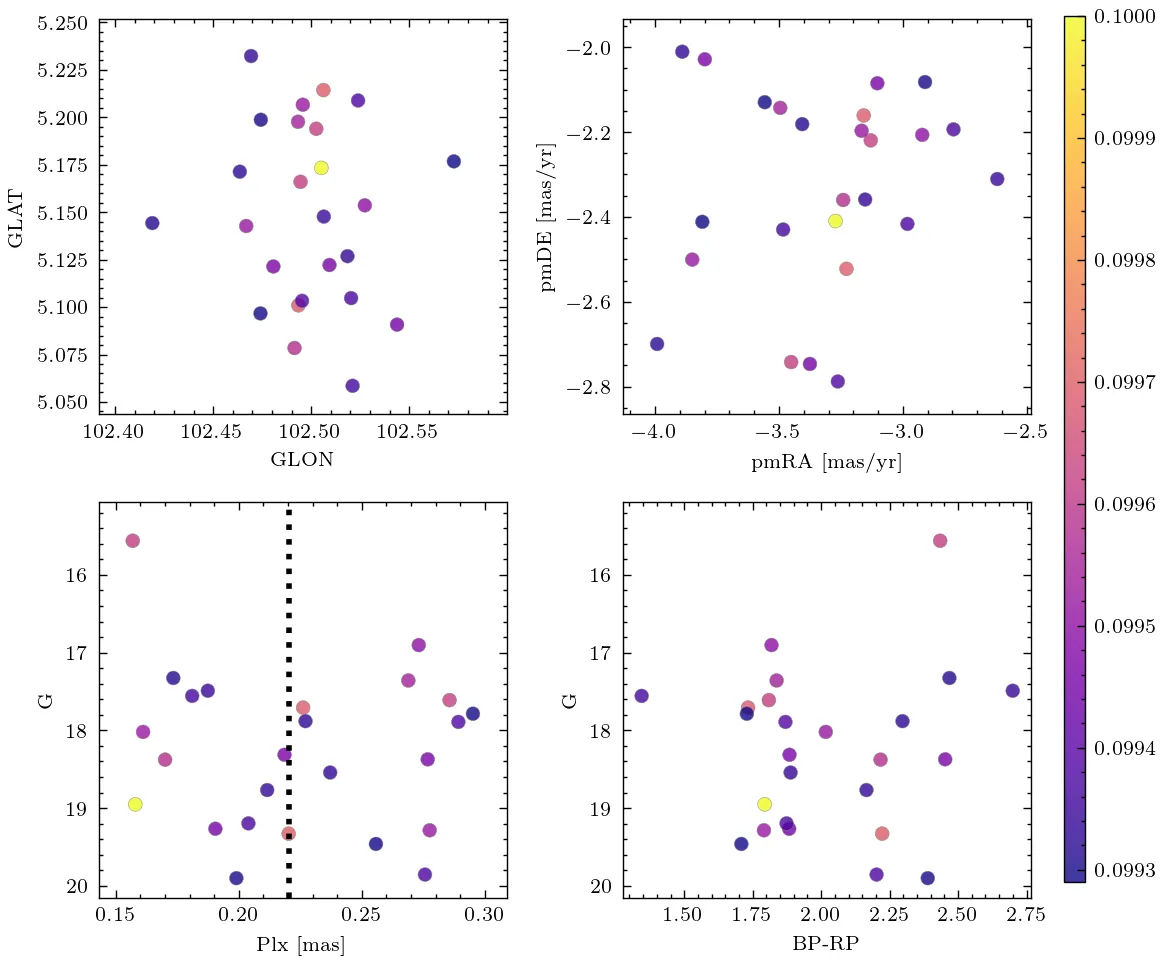 5.250
5.225
5.200
5.175
5.150
5.125
5.100
5.075
5.050
GLAT
102.40 102.45 102.50 102.55
GLON
−2.0
−2.2
−2.4
−2.6
−2.8
pmDE [mas/yr]
−4.0 −3.5 −3.0 −2.5
pmRA [mas/yr]
16
17
18
19
20
G
0.15 0.20 0.25 0.30
Plx [mas]
16
17
18
19
20
G
1.50 1.75 2.00 2.25 2.50 2.75
BP-RP
0.1000
0.0999
0.0998
0.0997
0.0996
0.0995
0.0994
0.0993